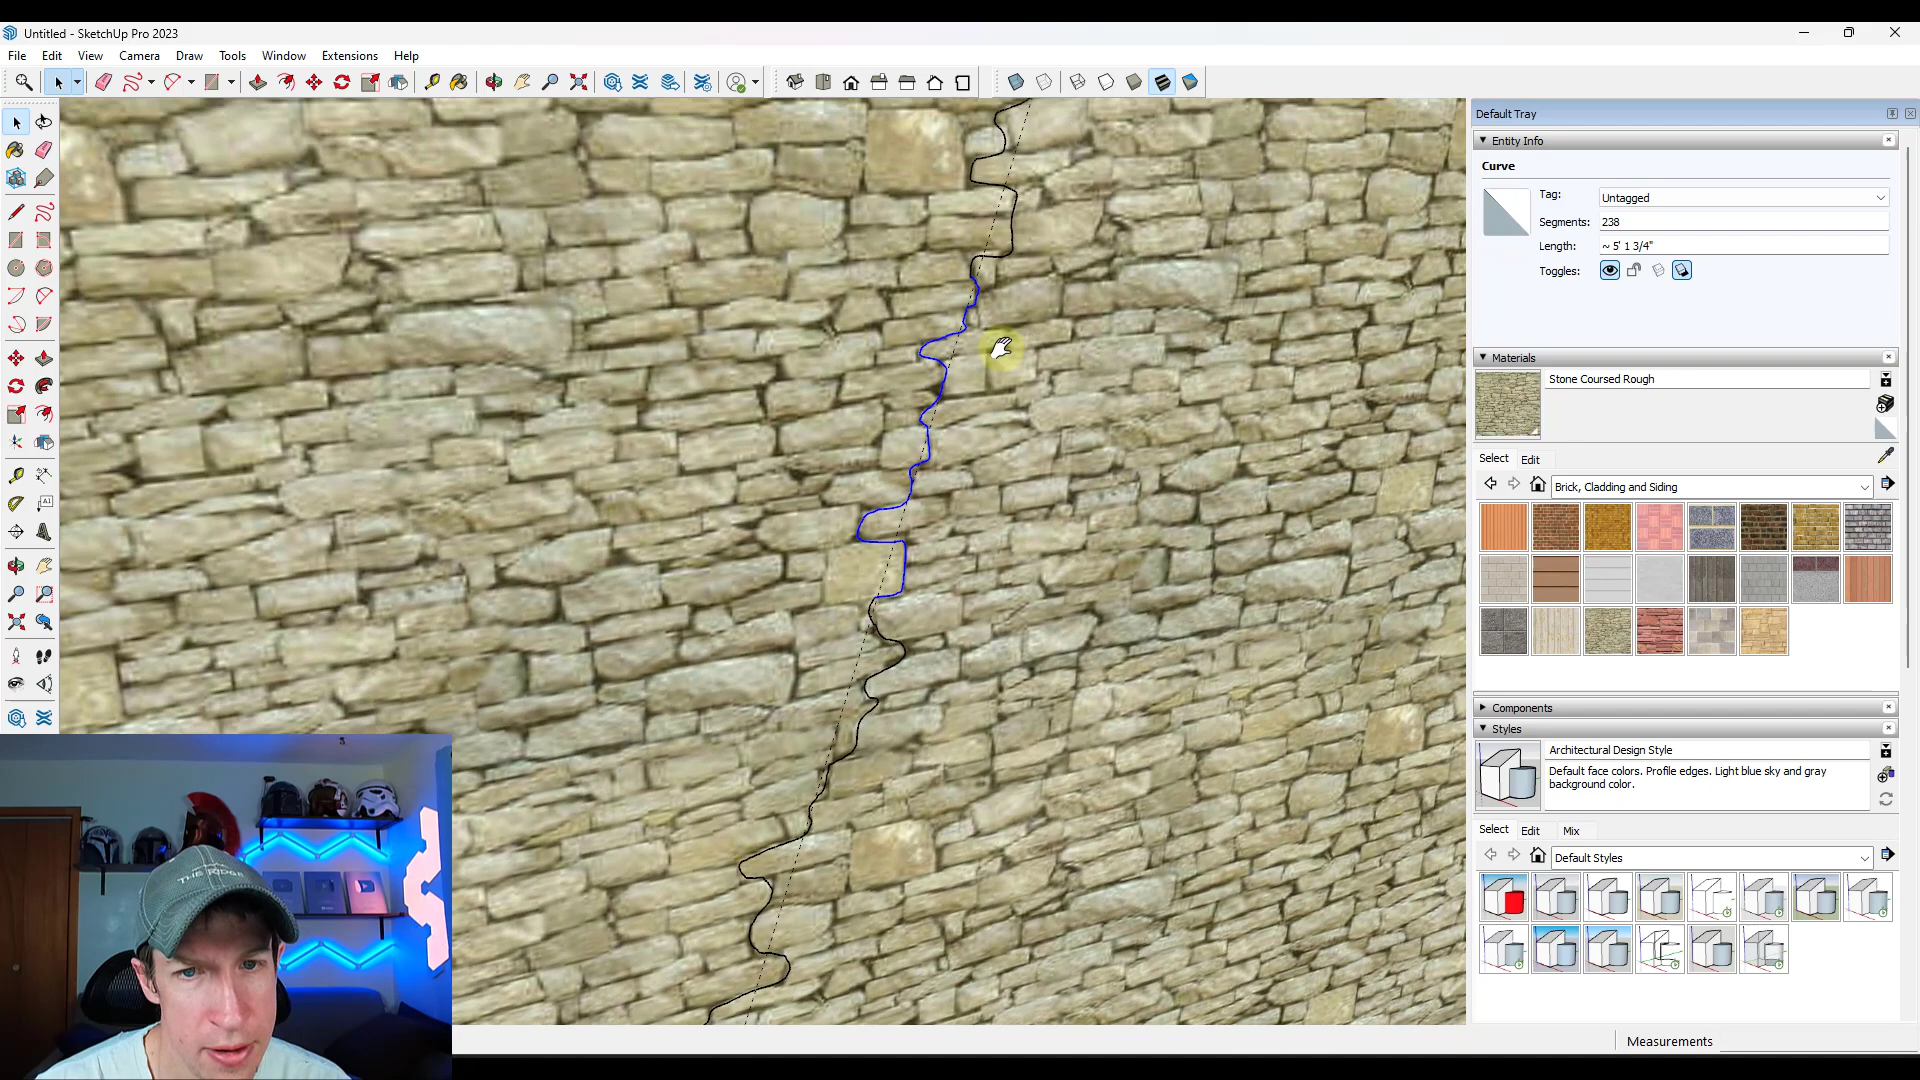 Untitled - SketchUp Pro 2023
File Edit View Camera Draw Tools Window Extensions Help
Default Tray
Entity Info
Curve
Tag: Untagged
Segments: 238
Length: ~ 5' 1 3/4"
Toggles:
Materials
Stone Coursed Rough
Select Edit
Brick, Cladding and Siding
Components
Styles
Architectural Design Style
Default face colors. Profile edges. Light blue sky and gray
background color.
Select Edit Mix
Default Styles
Measurements
THE RIDGE